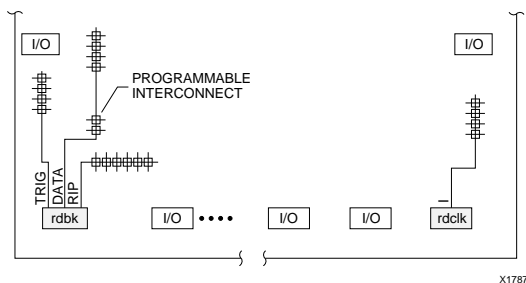 I/O
I/O
PROGRAMMABLE
INTERCONNECT
TRIG
DATA
RIP
I
rdbk
I/O
I/O
I/O
rdclk
X1787